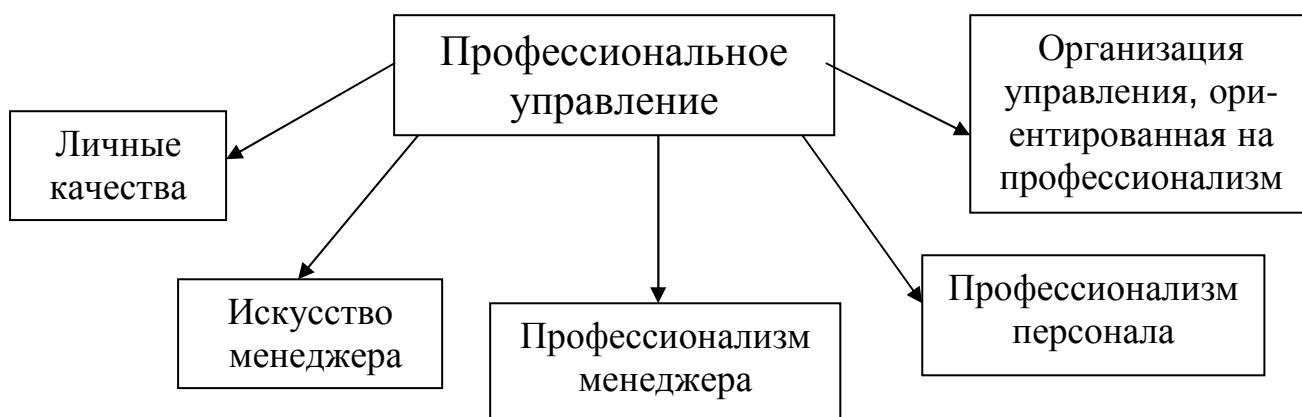 Профессиональное
управление
Организация
управления, ори-
ентированная на
профессионализм
Личные
качества
Искусство
менеджера
Профессионализм
менеджера
Профессионализм
персонала